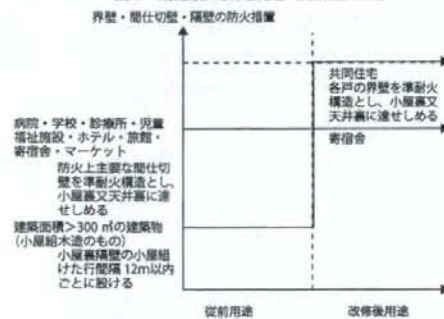 界壁・間仕切壁・隔壁の防火措置
共同住宅
各戸の界壁を準耐火
構造とし、小屋裏又
天井裏に達せしめる
病院・学校・診療所・児童
福祉施設・ホテル・旅館・
寄宿舎・マーケット
寄宿舎
防火上主要な間仕切
壁を準耐火構造とし、
小屋裏又天井裏に達
せしめる
建築面積>300 ㎡の建築物
(小屋組木造のもの)
小屋裏隔壁の小屋組
けた行間隔 12m以内
ごとに設ける
従前用途
改修後用途